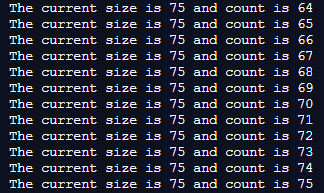 The current size is 75 and count is 64
The current size is 75 and count is 65
The current size is 75 and count is 66
The current size is 75 and count is 67
The current size is 75 and count is 68
The current size is 75 and count is 69
The current size is 75 and count is 70
The current size is 75 and count is 71
The current size is 75 and count is 72
The current size is 75 and count is 73
The current size is 75 and count is 74
The current size is 75 and count is 75